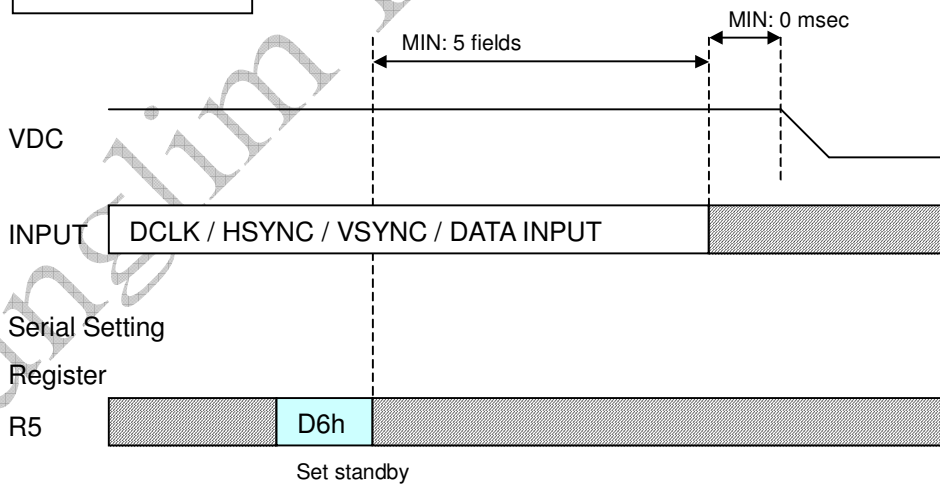 MIN: 0 msec
MIN: 5 fields
VDC
INPUT
DCLK / HSYNC / VSYNC / DATA INPUT
Serial Setting
Register
R5
D6h
Set standby